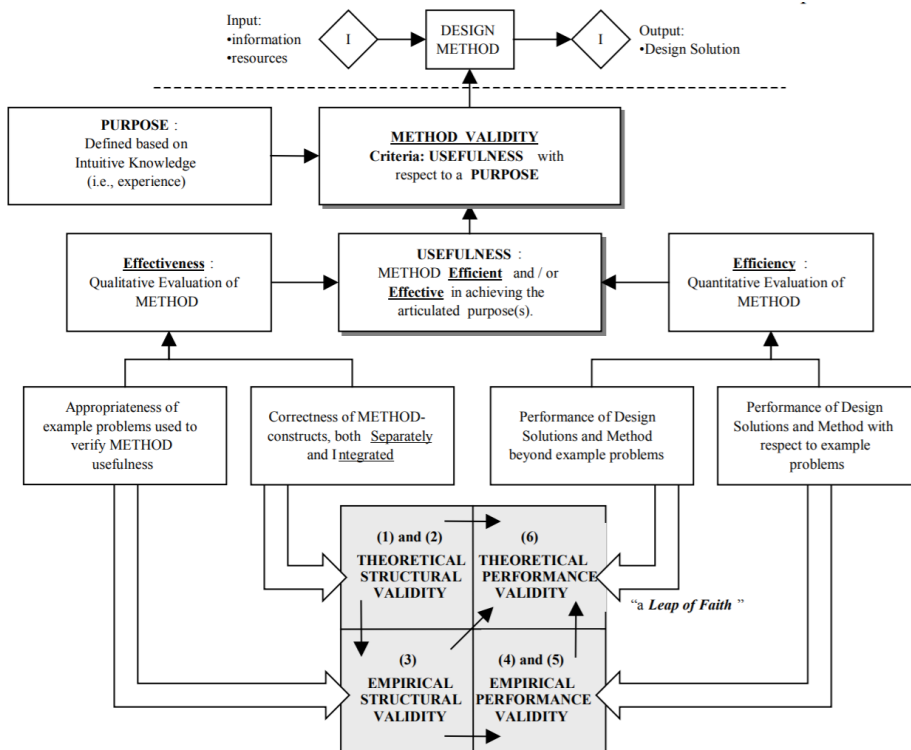 Input:
•information
•resources
I
DESIGN
METHOD
I
Output:
•Design Solution
PURPOSE :
Defined based on
Intuitive Knowledge
(i.e., experience)
METHOD VALIDITY
Criteria: USEFULNESS with
respect to a PURPOSE
Effectiveness :
Qualitative Evaluation of
METHOD
USEFULNESS :
METHOD Efficient and / or
Effective in achieving the
articulated purpose(s).
Efficiency :
Quantitative Evaluation of
METHOD
Appropriateness of
example problems used to
verify METHOD
usefulness
Correctness of METHOD-
constructs, both Separately
and Integrated
Performance of Design
Solutions and Method
beyond example problems
Performance of Design
Solutions and Method with
respect to example
problems
(1) and (2)
THEORETICAL
STRUCTURAL
VALIDITY
(6)
THEORETICAL
PERFORMANCE
VALIDITY
“a Leap of Faith ”
(3)
EMPIRICAL
STRUCTURAL
VALIDITY
(4) and (5)
EMPIRICAL
PERFORMANCE
VALIDITY